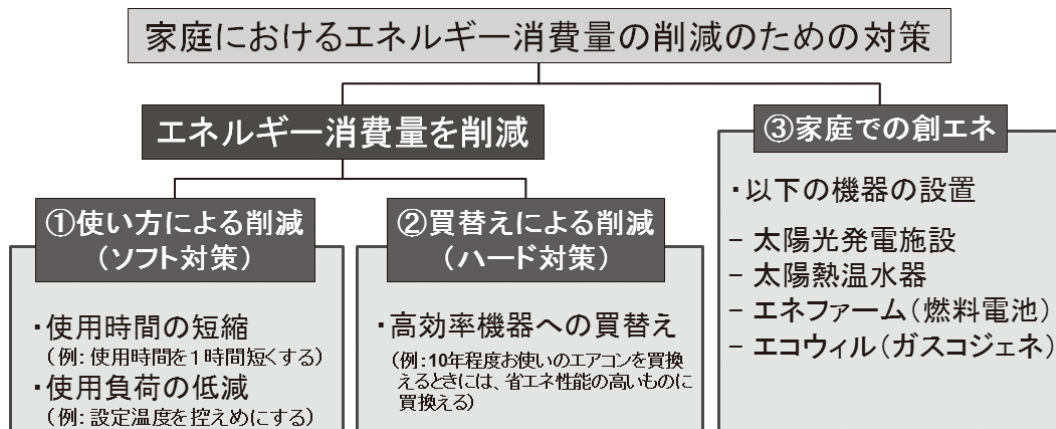 家庭におけるエネルギー消費量の削減のための対策
エネルギー消費量を削減
①使い方による削減
（ソフト対策）
・使用時間の短縮
（例：使用時間を１時間短くする）
・使用負荷の低減
（例：設定温度を控えめにする）
②買替えによる削減
（ハード対策）
・高効率機器への買替え
（例：10年程度お使いのエアコンを買換
えるときには、省エネ性能の高いものに
買換える）
③家庭での創エネ
・以下の機器の設置
－ 太陽光発電施設
－ 太陽熱温水器
－ エネファーム（燃料電池）
－ エコウィル（ガスコジェネ）